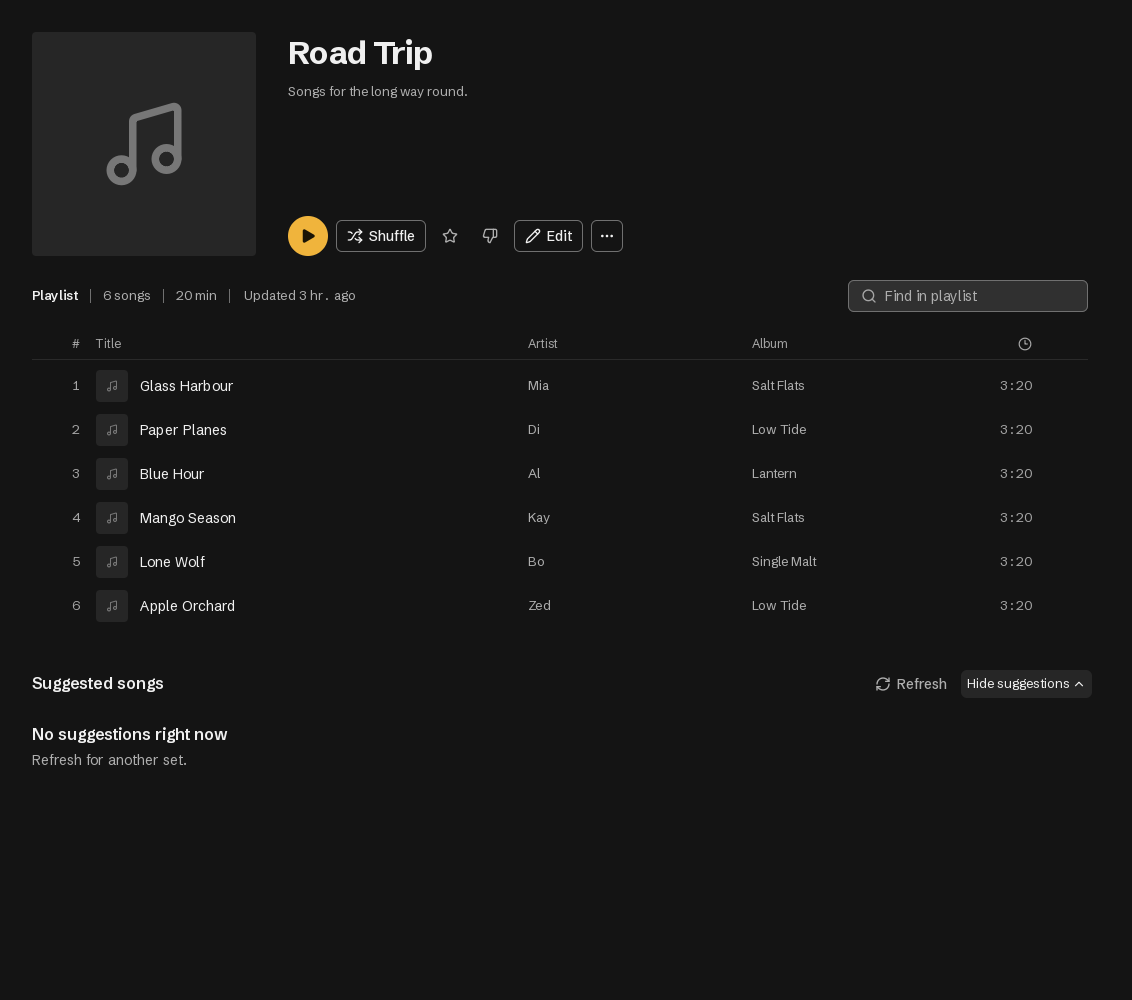 Road Trip
Songs for the long way round.
Shuffle Edit
Playlist 6 songs 20 min Updated 3 hr. ago
Find in playlist
# Title Artist Album
1 Glass Harbour Mia Salt Flats 3:20
2 Paper Planes Di Low Tide 3:20
3 Blue Hour Al Lantern 3:20
4 Mango Season Kay Salt Flats 3:20
5 Lone Wolf Bo Single Malt 3:20
6 Apple Orchard Zed Low Tide 3:20
Suggested songs Refresh Hide suggestions
No suggestions right now
Refresh for another set.